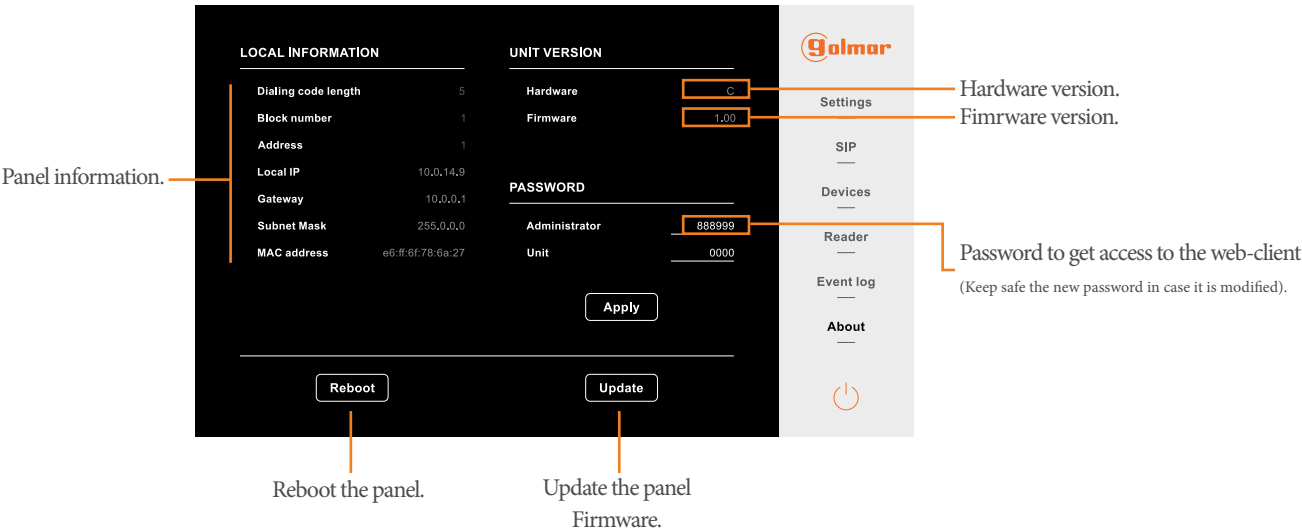 golmar
LOCAL INFORMATION
Dialing code length 5
Block number 1
Address 1
Local IP 10.0.14.9
Gateway 10.0.0.1
Subnet Mask 255.0.0.0
MAC address e6:ff:6f:78:6a:27
UNIT VERSION
Hardware C
Firmware 1.00
PASSWORD
Administrator 888999
Unit 0000
Apply
Reboot
Update
Settings
SIP
Devices
Reader
Event log
About
Panel information.
Hardware version.
Fimrware version.
Password to get access to the web-client
(Keep safe the new password in case it is modified).
Reboot the panel.
Update the panel
Firmware.